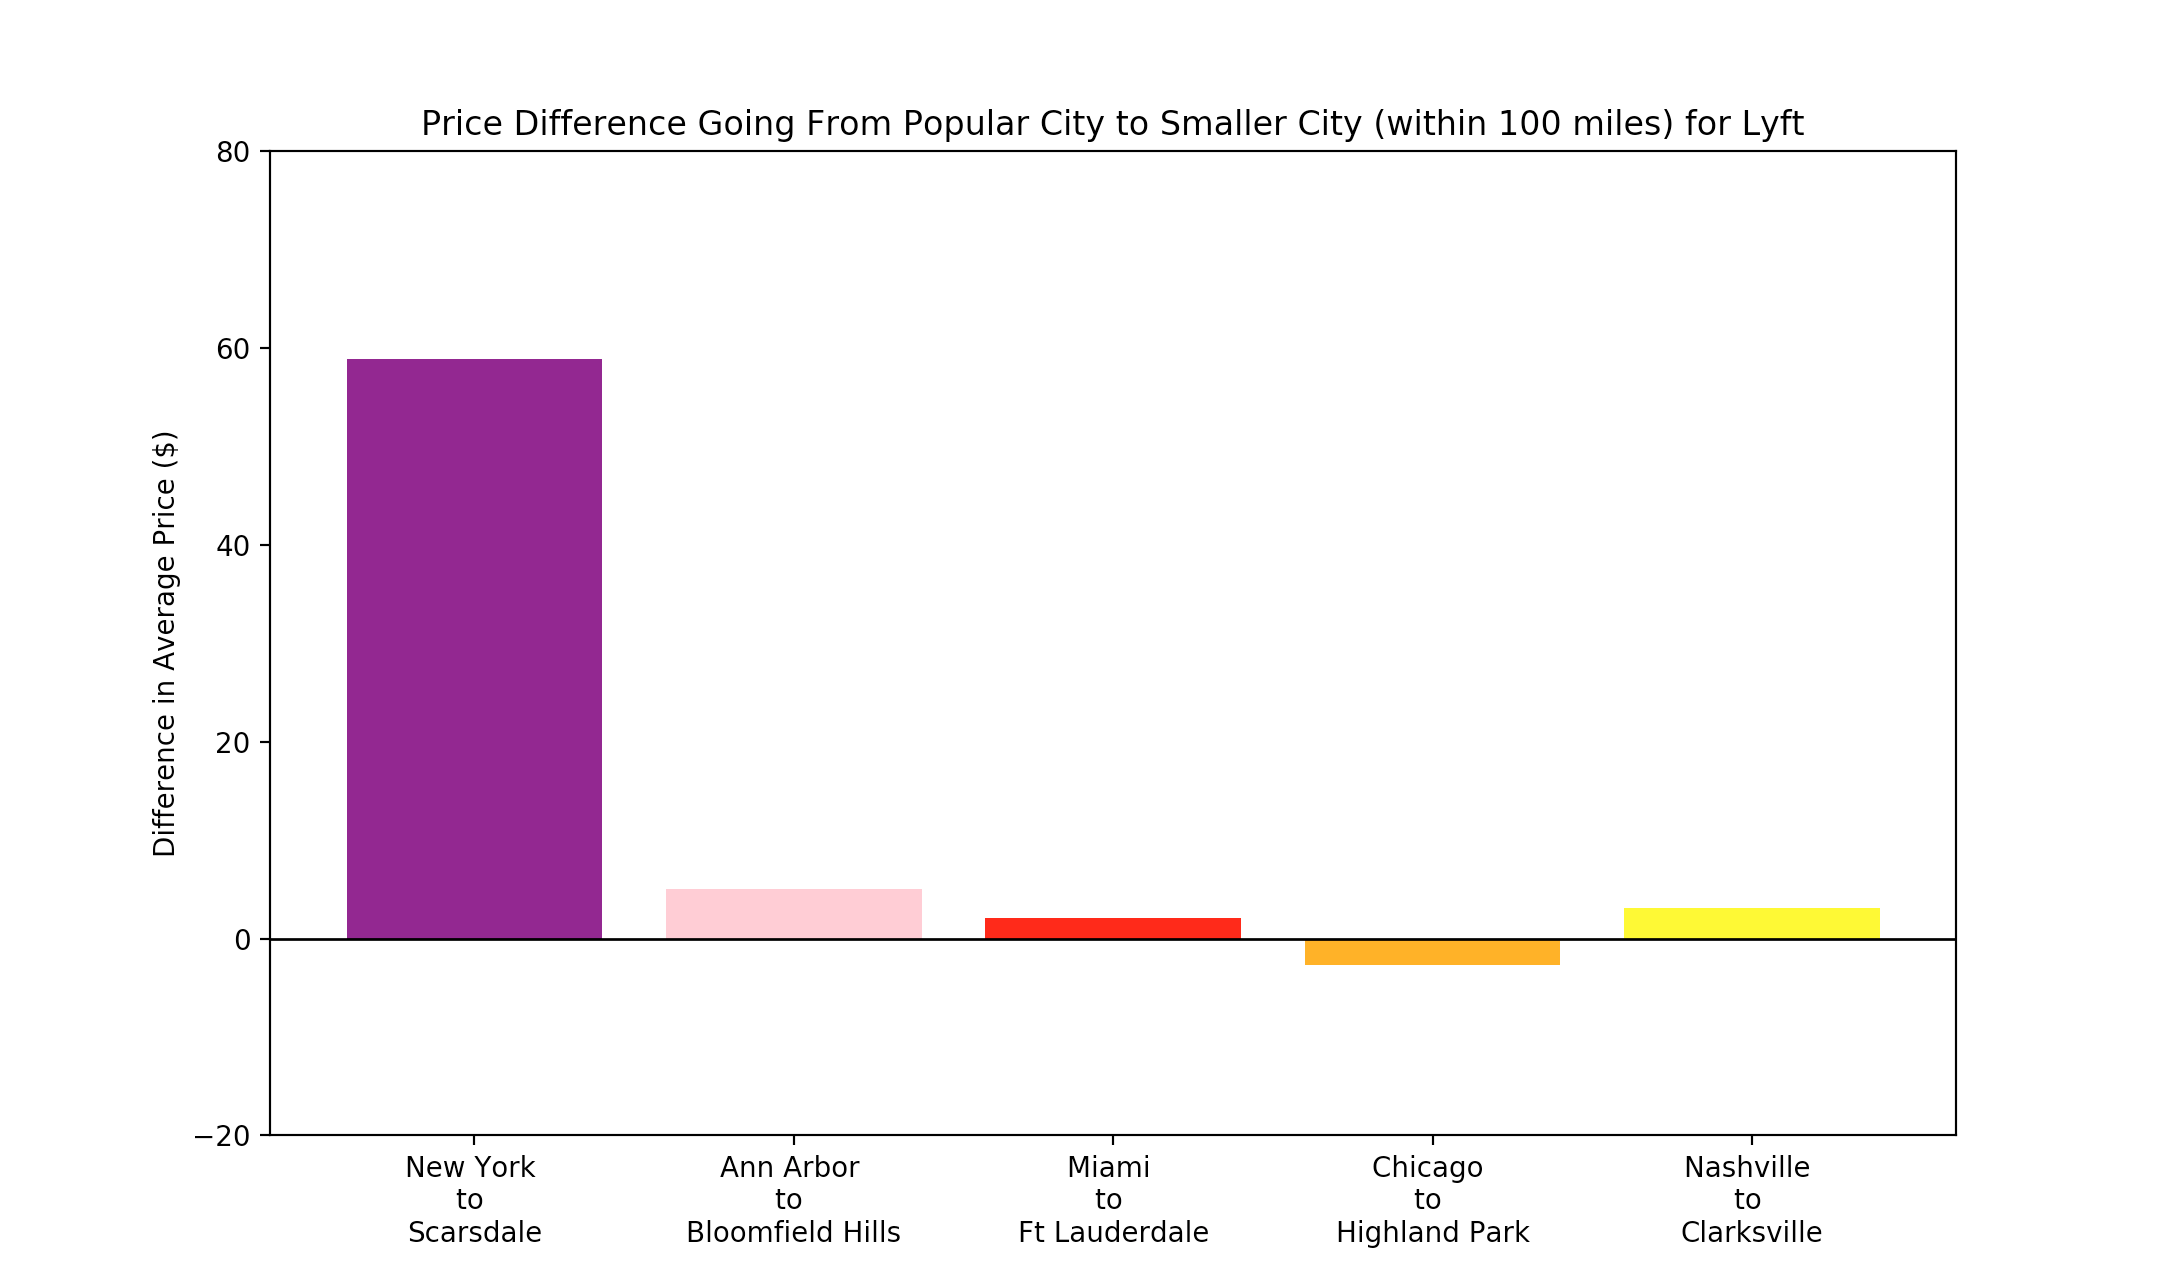 Price Difference Going From Popular City to Smaller City (within 100 miles) for Lyft
Difference in Average Price ($)
80
60
40
20
0
−20
New York
to
Scarsdale
Ann Arbor
to
Bloomfield Hills
Miami
to
Ft Lauderdale
Chicago
to
Highland Park
Nashville
to
Clarksville